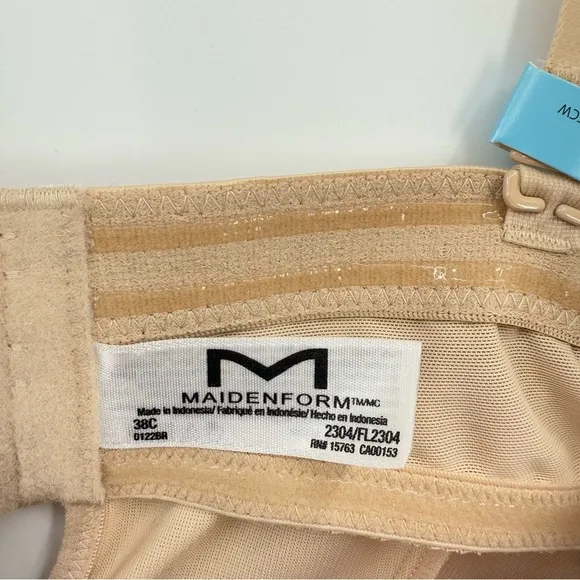 MAIDENFORM™/MC
Made in Indonesia/ Fabriqué en Indonésie/ Hecho en Indonesia
38C 2304/FL2304
0122BR RN# 15763 CA00153